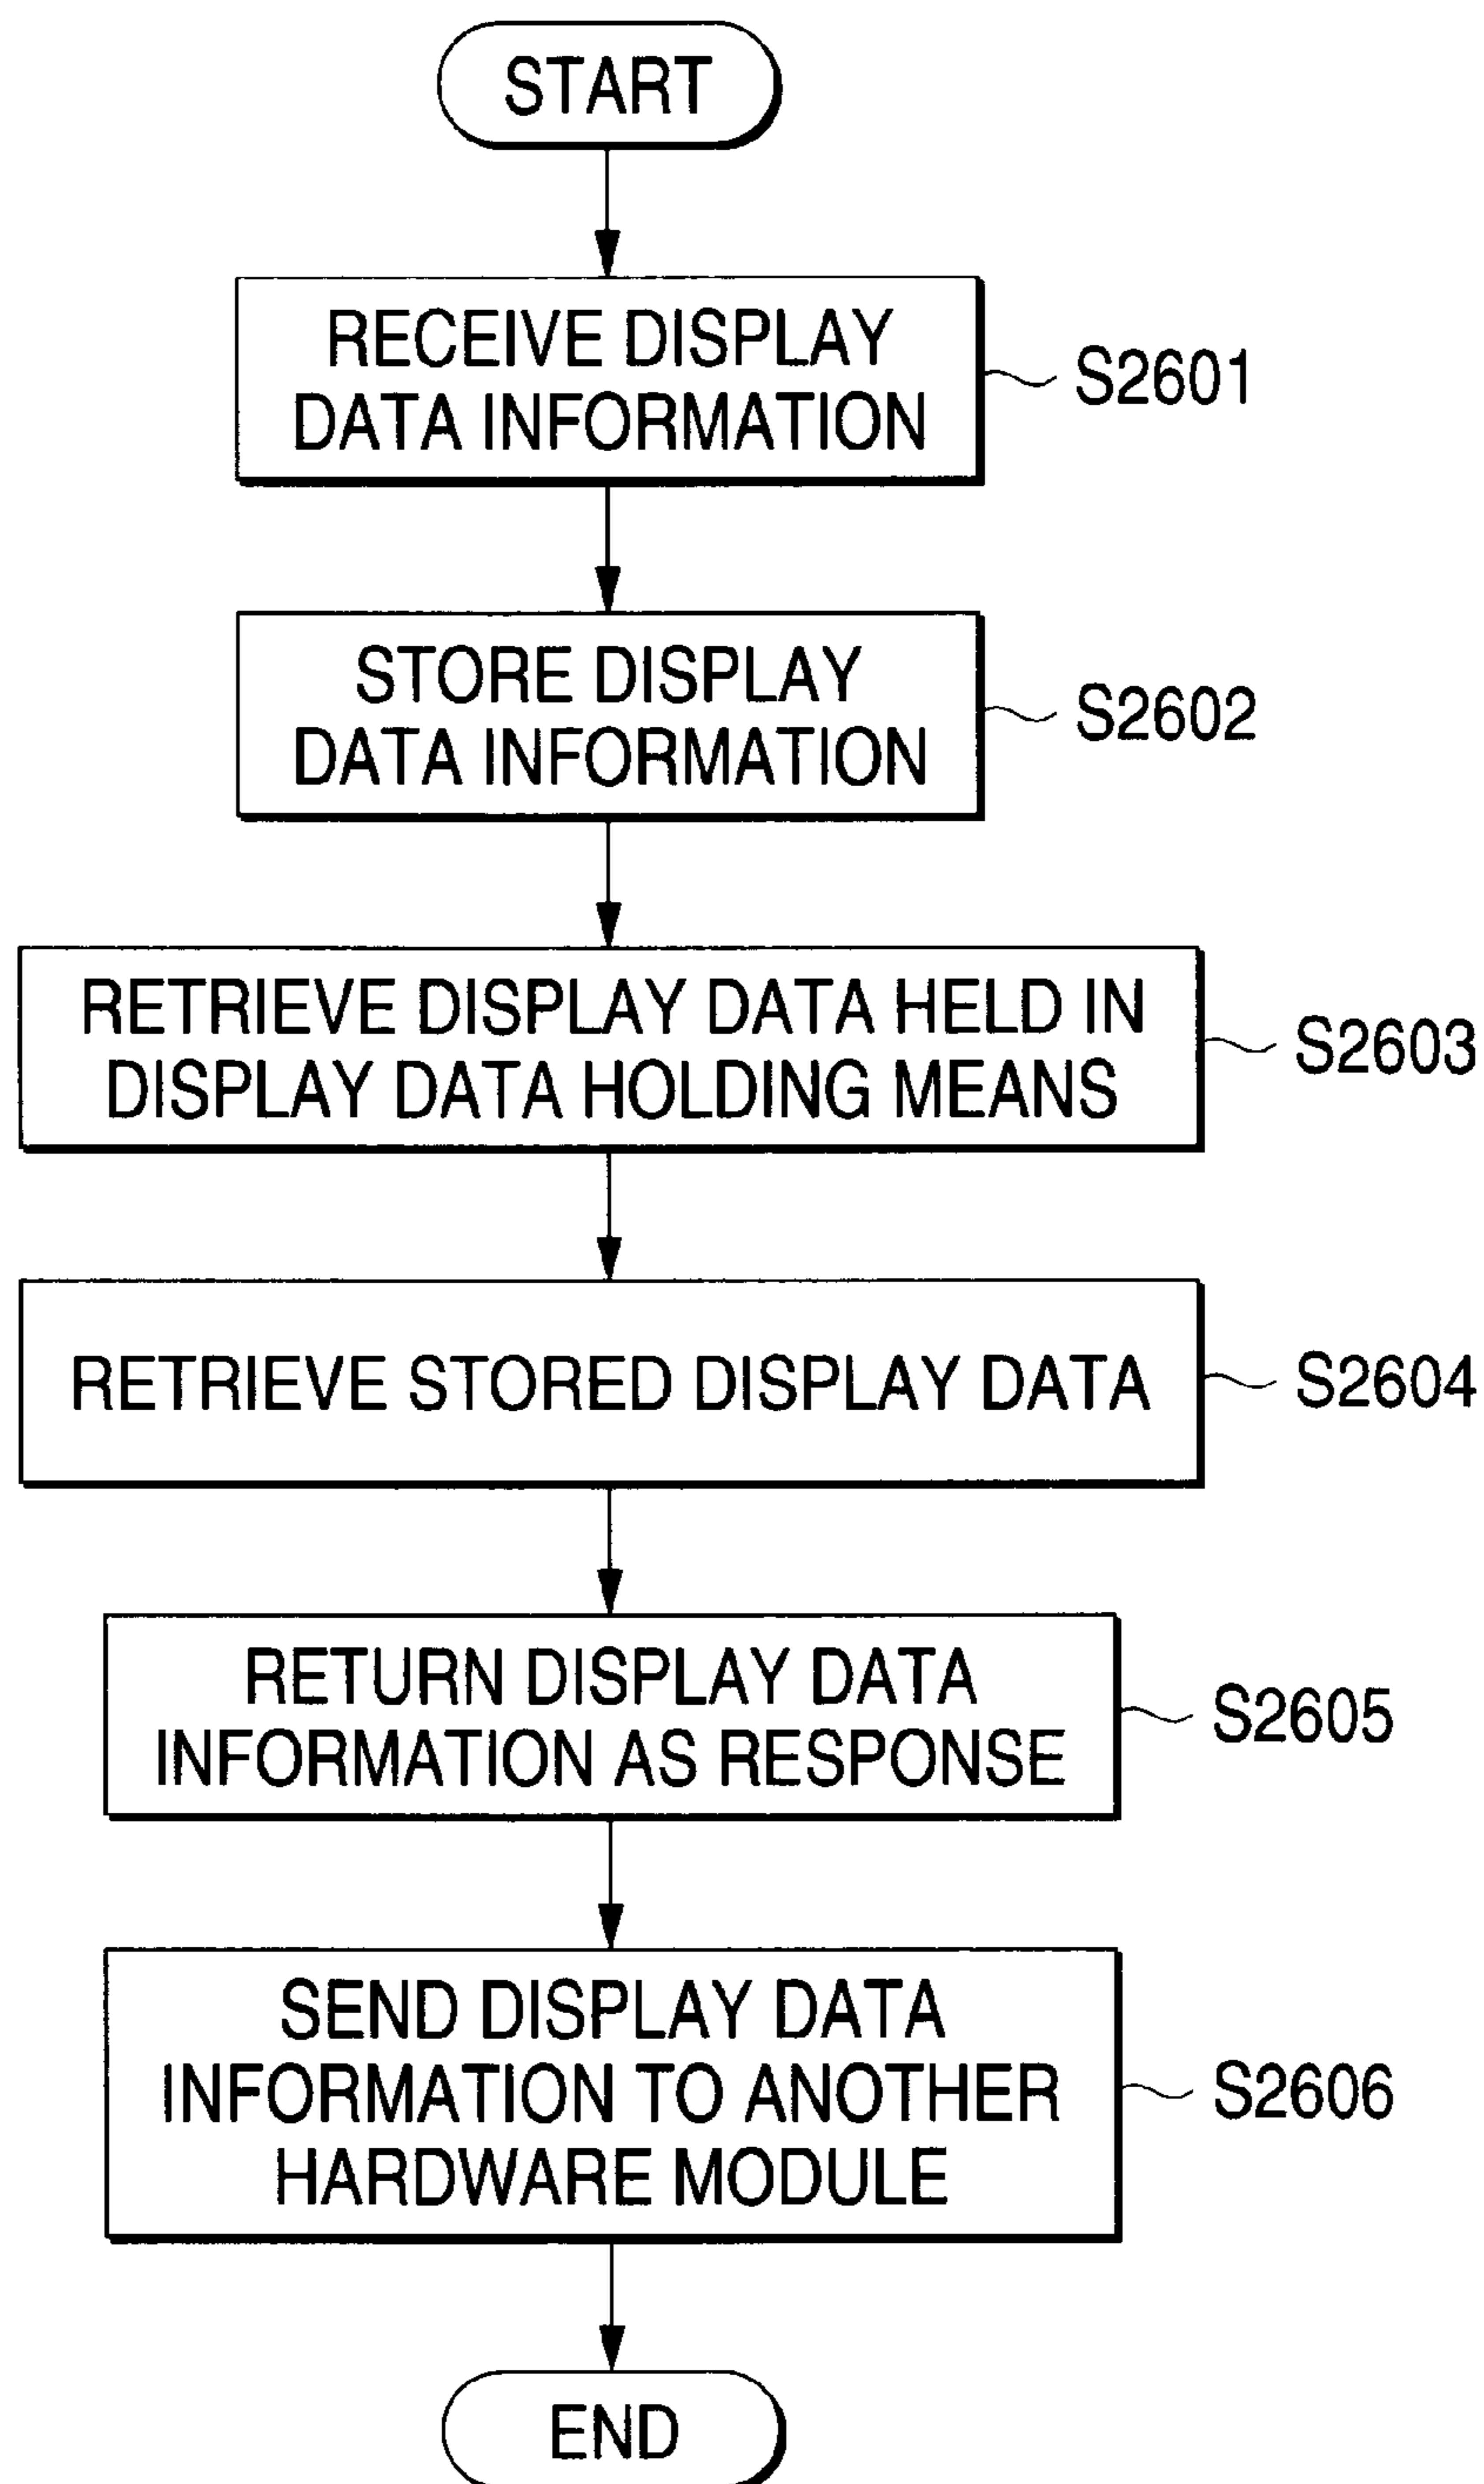 START
RECEIVE DISPLAY
DATA INFORMATION
S2601
STORE DISPLAY
DATA INFORMATION
S2602
RETRIEVE DISPLAY DATA HELD IN
DISPLAY DATA HOLDING MEANS
S2603
RETRIEVE STORED DISPLAY DATA
S2604
RETURN DISPLAY DATA
INFORMATION AS RESPONSE
S2605
SEND DISPLAY DATA
INFORMATION TO ANOTHER
HARDWARE MODULE
S2606
END